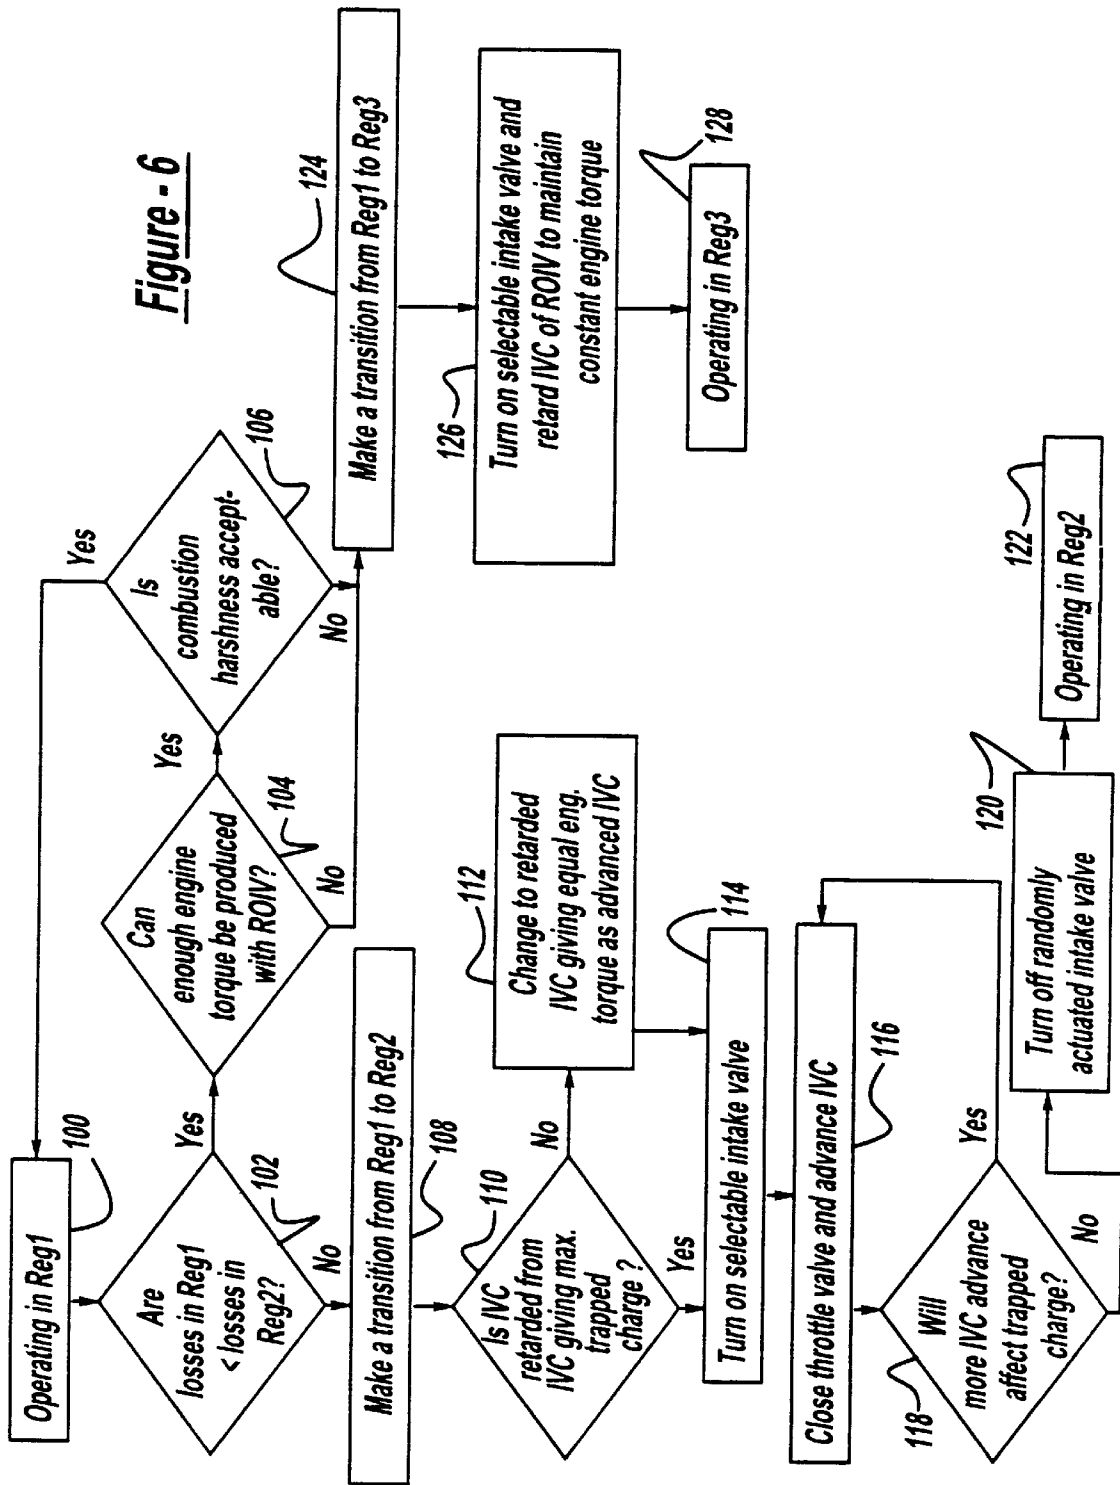 Figure - 6
Operating in Reg1
100
Are
losses in Reg1
< losses in
Reg2?
102
Yes
No
Can
enough engine
torque be produced
with ROIV?
104
Yes
No
Is
combustion
harshness accept-
able?
106
Yes
No
Make a transition from Reg1 to Reg3
124
Turn on selectable intake valve and
retard IVC of ROIV to maintain
constant engine torque
126
Operating in Reg3
128
Make a transition from Reg1 to Reg2
108
Is IVC
retarded from
IVC giving max.
trapped
charge ?
110
No
Yes
Change to retarded
IVC giving equal eng.
torque as advanced IVC
112
Turn on selectable intake valve
114
Close throttle valve and advance IVC
116
Will
more IVC advance
affect trapped
charge?
118
Yes
No
Turn off randomly
actuated intake valve
120
Operating in Reg2
122